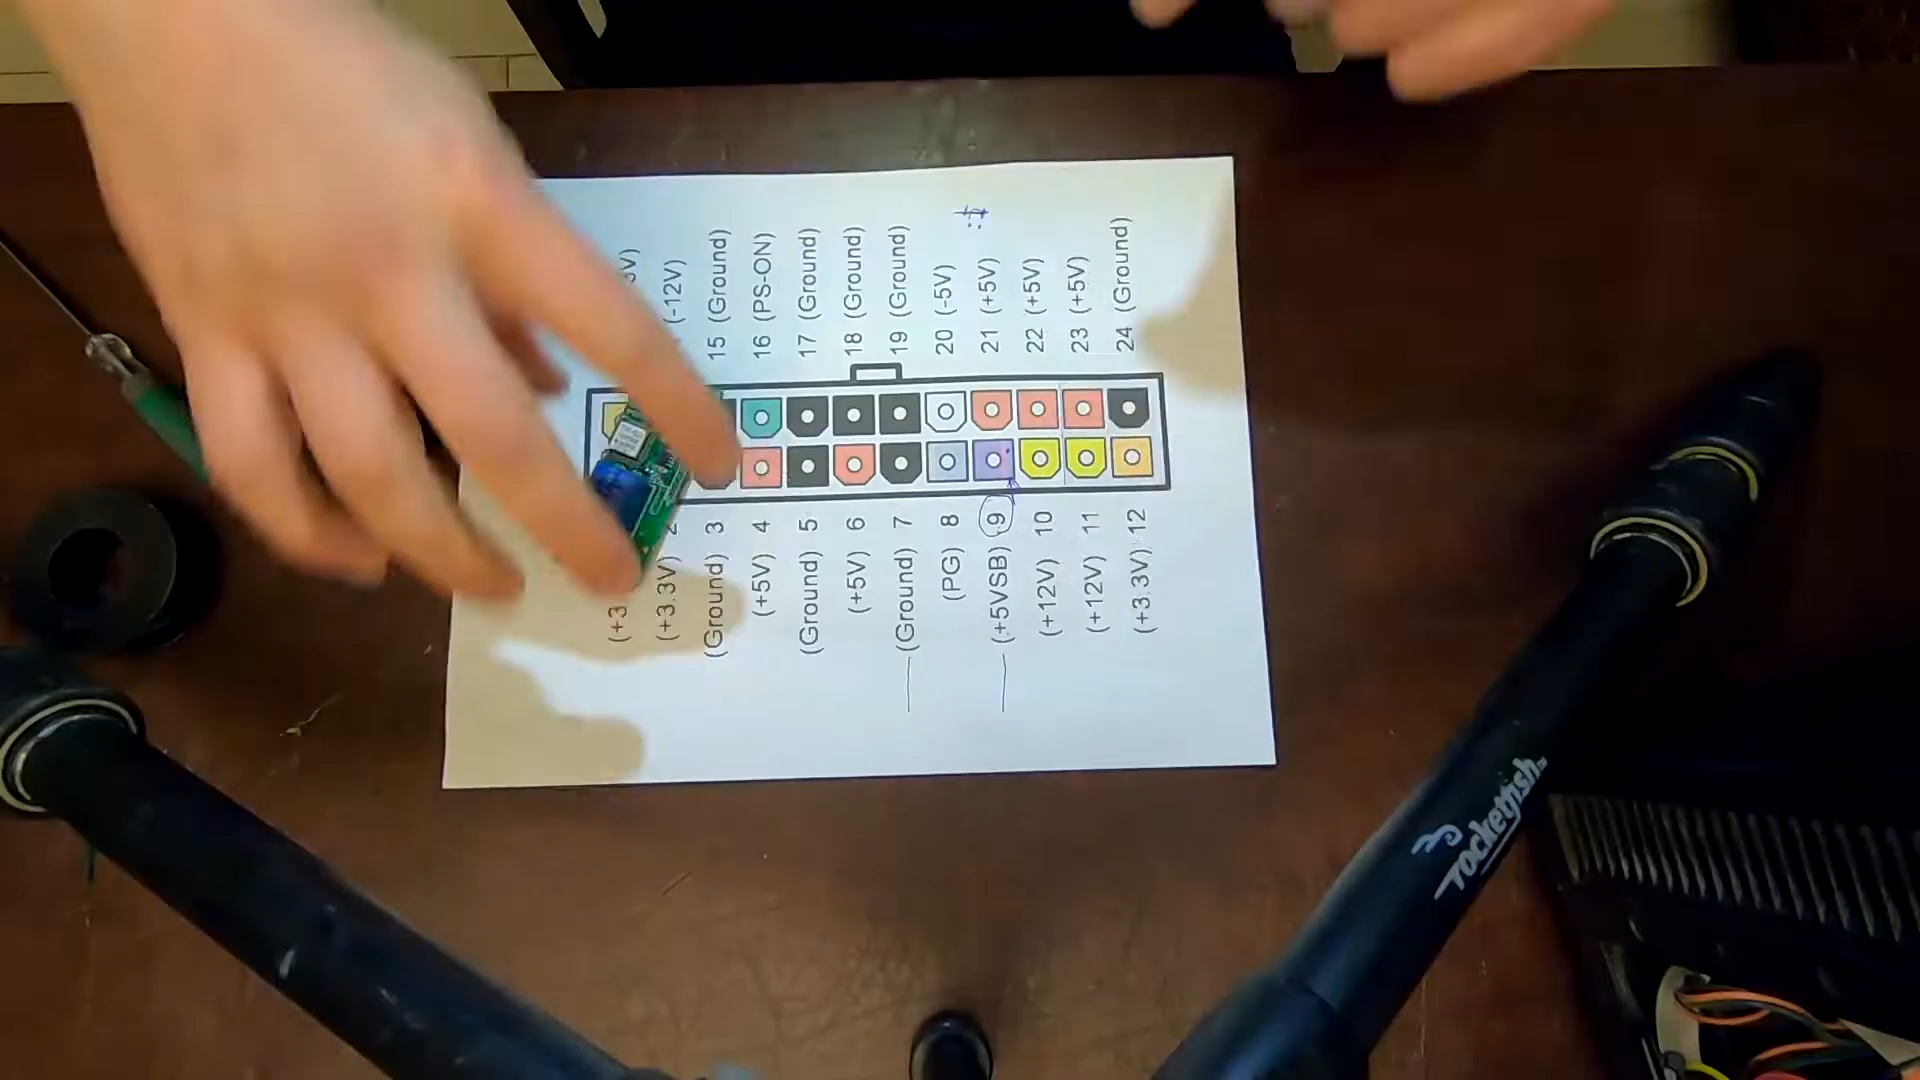 3V)
(-12V)
15 (Ground)
16 (PS-ON)
17 (Ground)
18 (Ground)
19 (Ground)
20 (-5V)
21 (+5V)
22 (+5V)
23 (+5V)
24 (Ground)
(+3
(+3.3V) 2
(Ground) 3
(+5V) 4
(Ground) 5
(+5V) 6
(Ground) 7
(PG) 8
(+5VSB) 9
(+12V) 10
(+12V) 11
(+3.3V) 12
rocketfish